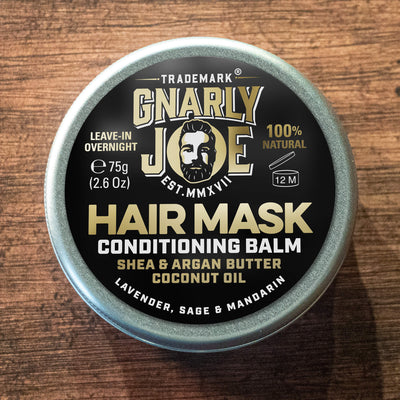 TRADEMARK®
GNARLY
JOE
EST. MMXVII
LEAVE-IN
OVERNIGHT
℮ 75g
(2.6 Oz)
100%
NATURAL
12 M
HAIR MASK
CONDITIONING BALM
SHEA & ARGAN BUTTER
COCONUT OIL
LAVENDER, SAGE & MANDARIN